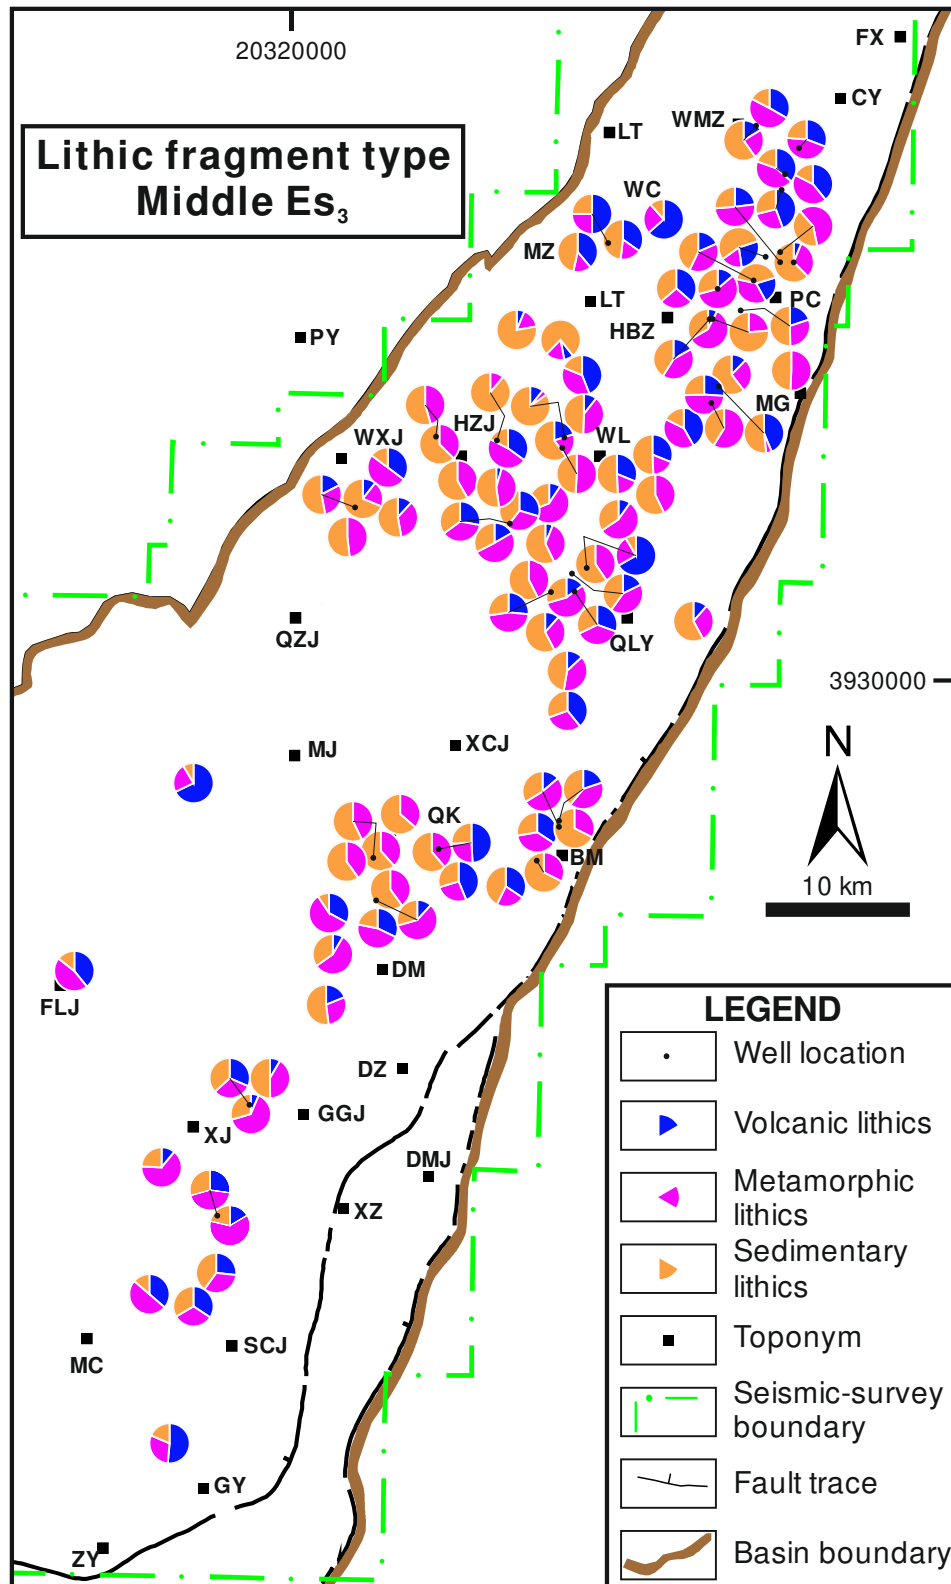 20320000
FX
CY
WMZ
LT
Lithic fragment type
Middle Es₃
WC
MZ
LT
PC
HBZ
PY
MG
HZJ
WXJ
WL
QZJ
QLY
3930000
MJ
XCJ
N
QK
BM
10 km
DM
FLJ
LEGEND
Well location
DZ
GGJ
Volcanic lithics
XJ
DMJ
Metamorphic
lithics
XZ
Sedimentary
lithics
Toponym
SCJ
MC
Seismic-survey
boundary
GY
Fault trace
ZY
Basin boundary